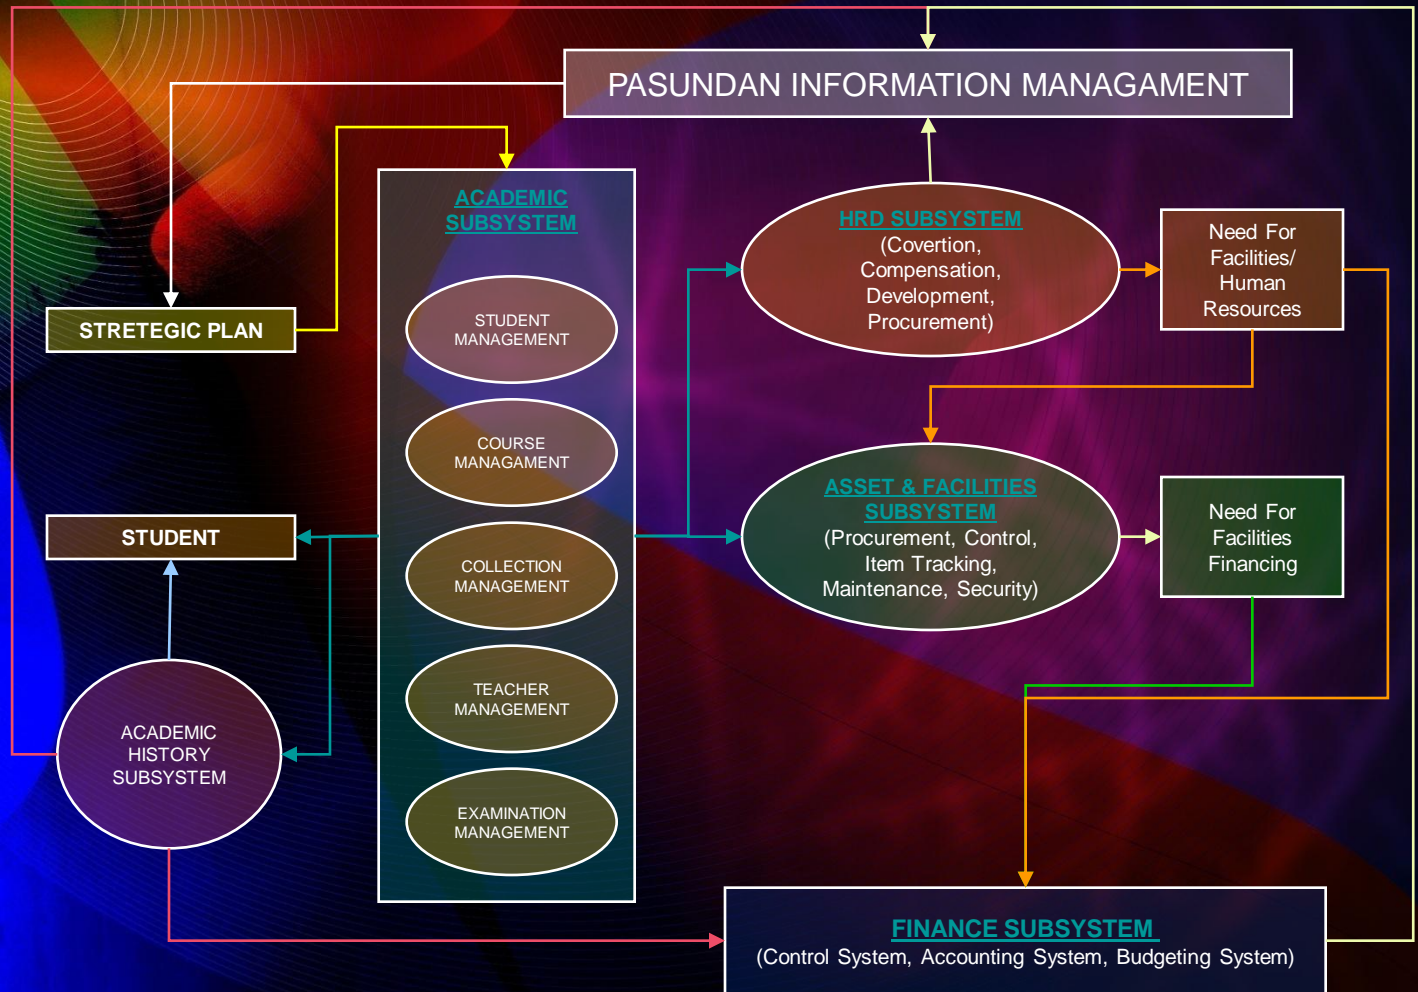 PASUNDAN INFORMATION MANAGAMENT
STRETEGIC PLAN
STUDENT
ACADEMIC
HISTORY
SUBSYSTEM
ACADEMIC
SUBSYSTEM
STUDENT
MANAGEMENT
COURSE
MANAGAMENT
COLLECTION
MANAGEMENT
TEACHER
MANAGEMENT
EXAMINATION
MANAGEMENT
HRD SUBSYSTEM
(Covertion,
Compensation,
Development,
Procurement)
Need For
Facilities/
Human
Resources
ASSET & FACILITIES
SUBSYSTEM
(Procurement, Control,
Item Tracking,
Maintenance, Security)
Need For
Facilities
Financing
FINANCE SUBSYSTEM
(Control System, Accounting System, Budgeting System)